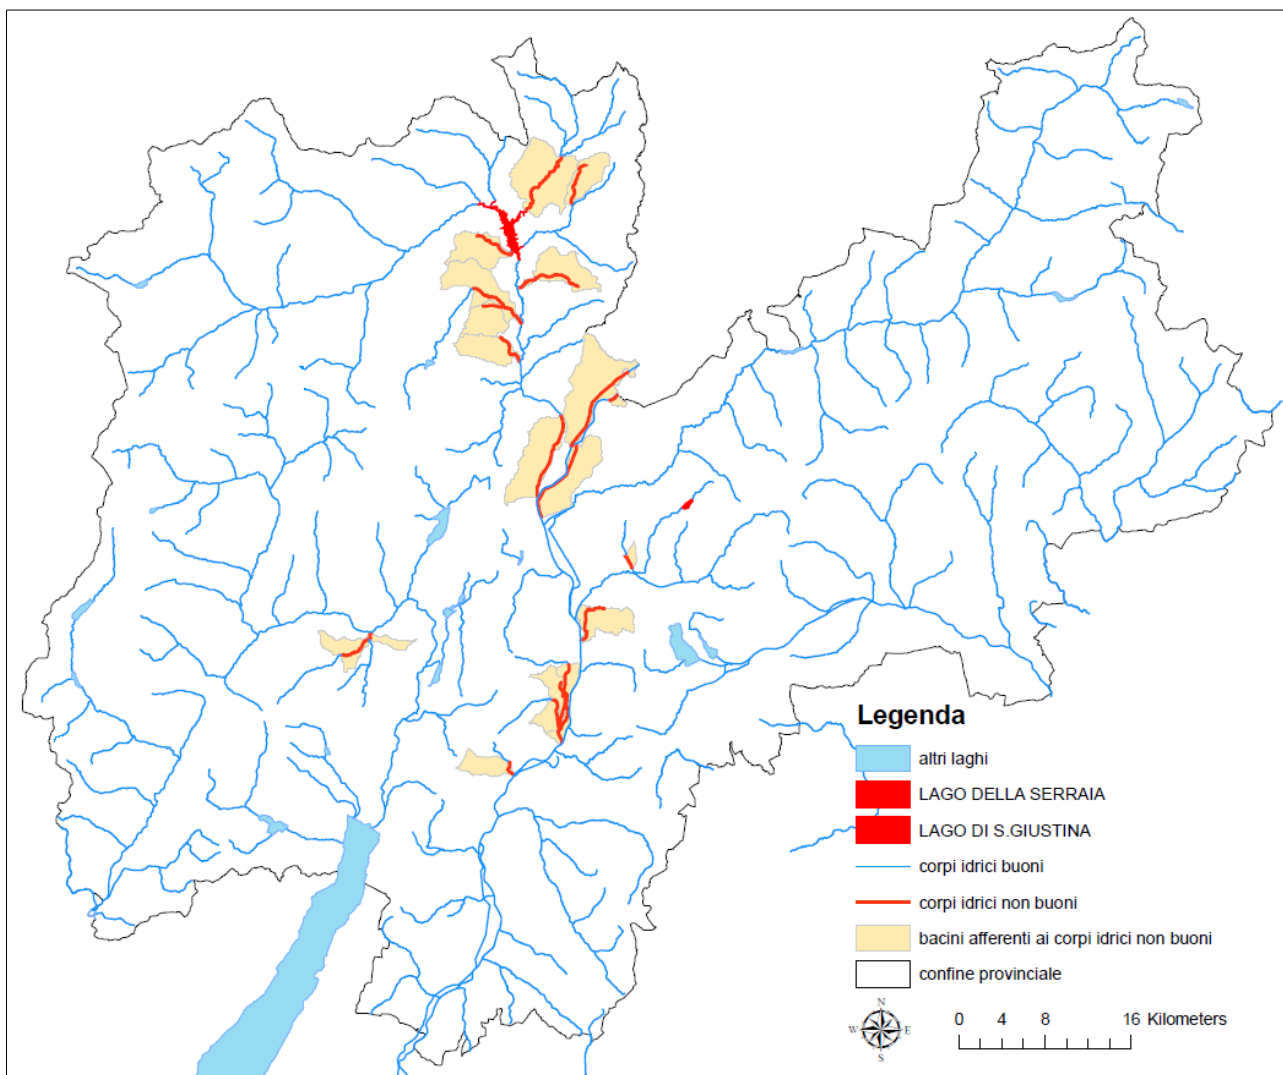 Legenda
altri laghi
LAGO DELLA SERRAIA
LAGO DI S.GIUSTINA
corpi idrici buoni
corpi idrici non buoni
bacini afferenti ai corpi idrici non buoni
confine provinciale
N
W E
S
0 4 8 16 Kilometers